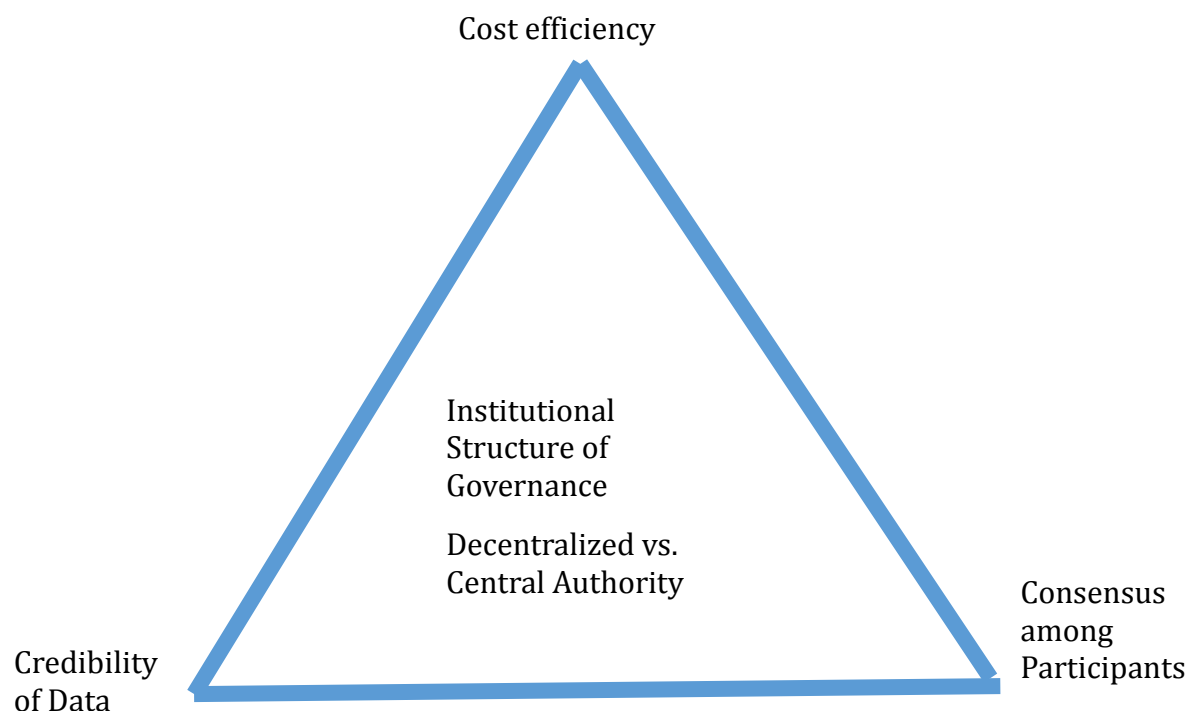 Cost efficiency
Institutional
Structure of
Governance
Decentralized vs.
Central Authority
Consensus
among
Participants
Credibility
of Data